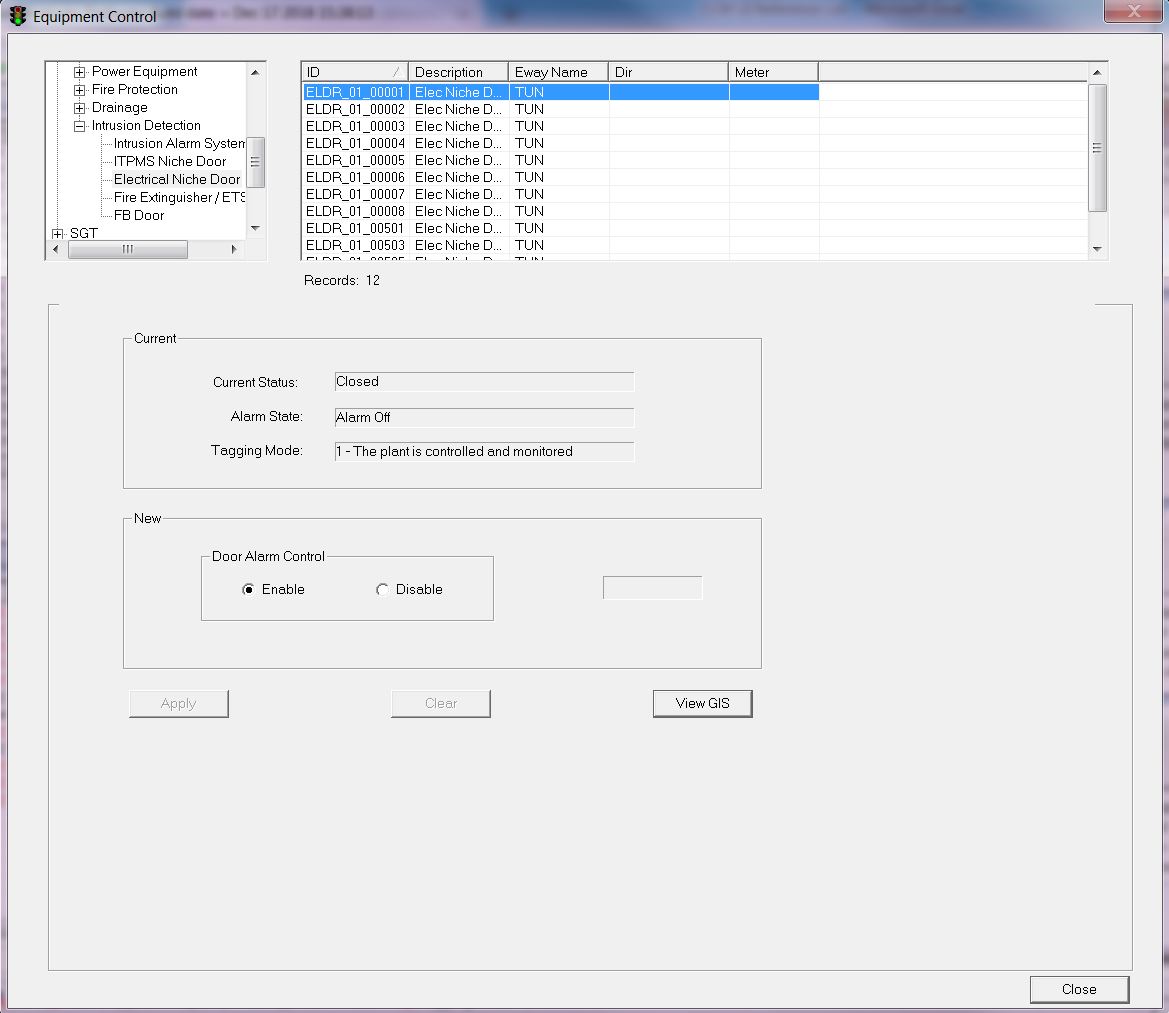 Equipment Control
Power Equipment
Fire Protection
Drainage
Intrusion Detection
Intrusion Alarm System
ITPMS Niche Door
Electrical Niche Door
Fire Extinguisher / ETS
FB Door
SGT
ID Description Eway Name Dir Meter
ELDR_01_00001 Elec Niche D... TUN
ELDR_01_00002 Elec Niche D... TUN
ELDR_01_00003 Elec Niche D... TUN
ELDR_01_00004 Elec Niche D... TUN
ELDR_01_00005 Elec Niche D... TUN
ELDR_01_00006 Elec Niche D... TUN
ELDR_01_00007 Elec Niche D... TUN
ELDR_01_00008 Elec Niche D... TUN
ELDR_01_00501 Elec Niche D... TUN
ELDR_01_00503 Elec Niche D... TUN
Records: 12
Current
Current Status: Closed
Alarm State: Alarm Off
Tagging Mode: 1 - The plant is controlled and monitored
New
Door Alarm Control
Enable Disable
Apply Clear View GIS
Close